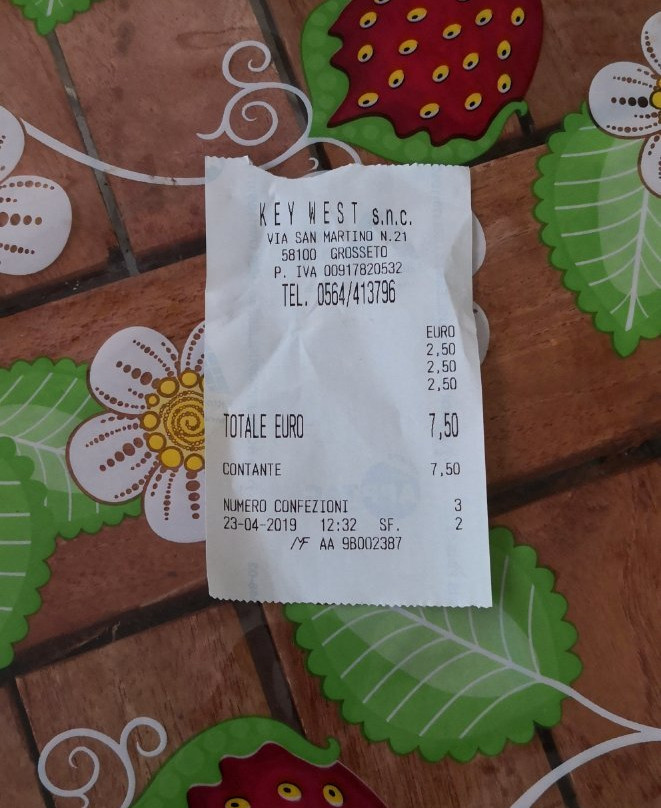 KEY WEST s.n.c.
VIA SAN MARTINO N.21
58100 GROSSETO
P. IVA 00917820532
TEL. 0564/413796
EURO
2,50
2,50
2,50
TOTALE EURO 7,50
CONTANTE 7,50
NUMERO CONFEZIONI 3
23-04-2019 12:32 SF. 2
MF AA 9B002387